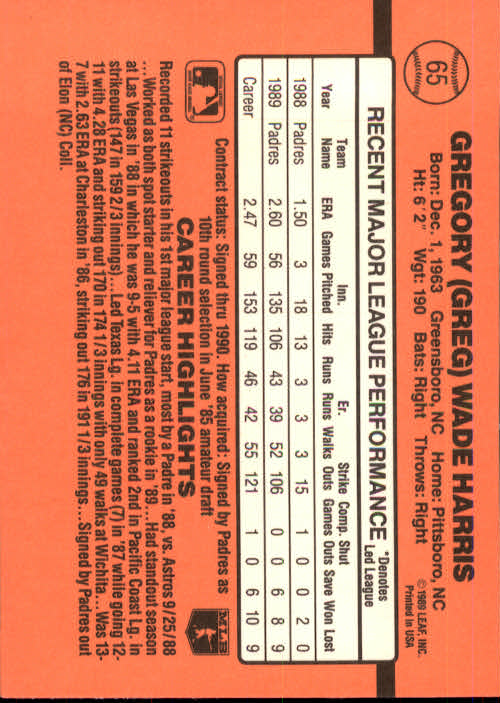 65
GREGORY (GREG) WADE HARRIS
Born: Dec. 1, 1963 Greensboro, NC Home: Pittsboro, NC
Ht: 6'2" Wgt: 190 Bats: Right Throws: Right
©1989 LEAF, INC.
Printed in USA
RECENT MAJOR LEAGUE PERFORMANCE
*Denotes
Led League
Team Inn. Er. Strike Comp. Shut
Year Name ERA Games Pitched Hits Runs Runs Walks Outs Games Outs Save Won Lost
1988 Padres 1.50 3 18 13 3 3 3 15 1 0 0 2 0
1989 Padres 2.60 56 135 106 43 39 52 106 0 0 6 8 9
Career 2.47 59 153 119 46 42 55 121 1 0 6 10 9
Contract status: Signed thru 1990. How acquired: Signed by Padres as
10th round selection in June '85 amateur draft
CAREER HIGHLIGHTS
MLB
Recorded 11 strikeouts in his 1st major league start, most by a Padre in '88, vs. Astros 9/25/88
...Worked as both spot starter and reliever for Padres as a rookie in '89...Had standout season
at Las Vegas in '88 in which he was 9-5 with 4.11 ERA and ranked 2nd in Pacific Coast Lg. in
strikeouts (147 in 159 2/3 innings)...Led Texas Lg. in complete games (7) in '87 while going 12-
11 with 4.28 ERA and striking out 170 in 174 1/3 innings with only 49 walks at Wichita...Was 13-
7 with 2.63 ERA at Charleston in '86, striking out 176 in 191 1/3 innings...Signed by Padres out
of Elon (NC) Coll.